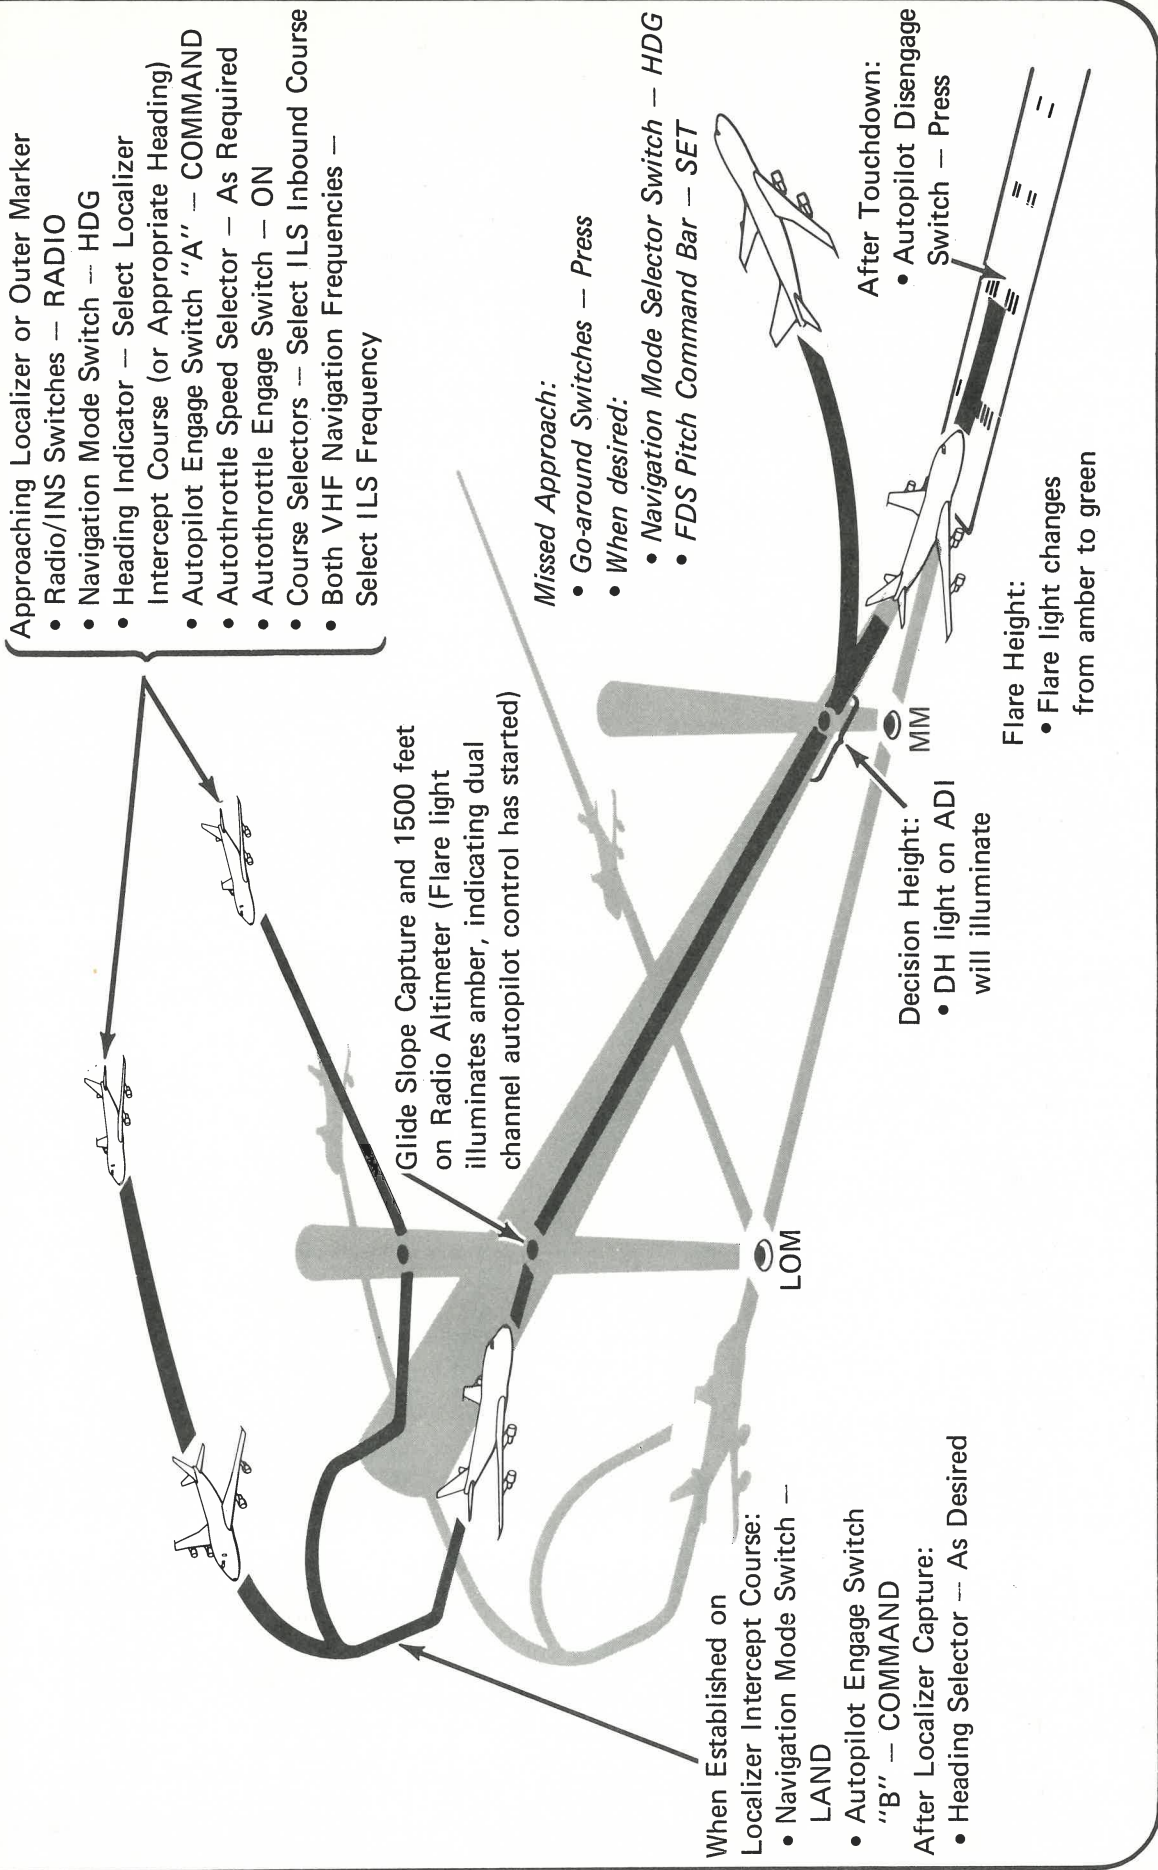 Approaching Localizer or Outer Marker
• Radio/INS Switches — RADIO
• Navigation Mode Switch — HDG
• Heading Indicator — Select Localizer
Intercept Course (or Appropriate Heading)
• Autopilot Engage Switch "A" — COMMAND
• Autothrottle Speed Selector — As Required
• Autothrottle Engage Switch — ON
• Course Selectors — Select ILS Inbound Course
• Both VHF Navigation Frequencies —
Select ILS Frequency
Glide Slope Capture and 1500 feet
on Radio Altimeter (Flare light
illuminates amber, indicating dual
channel autopilot control has started)
Missed Approach:
• Go-around Switches — Press
• When desired:
• Navigation Mode Selector Switch — HDG
• FDS Pitch Command Bar — SET
After Touchdown:
• Autopilot Disengage
Switch — Press
When Established on
Localizer Intercept Course:
• Navigation Mode Switch —
LAND
• Autopilot Engage Switch
"B" — COMMAND
After Localizer Capture:
• Heading Selector — As Desired
LOM
MM
Decision Height:
• DH light on ADI
will illuminate
Flare Height:
• Flare light changes
from amber to green